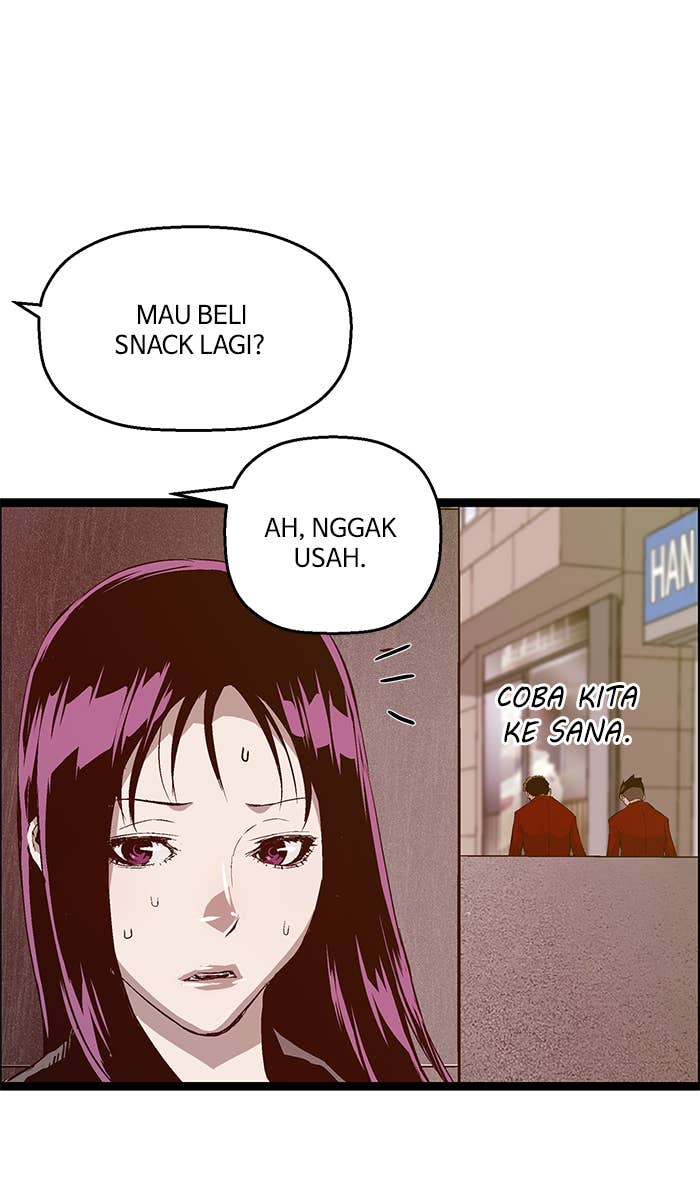 MAU BELI
SNACK LAGI?
AH, NGGAK
USAH.
HAN
COBA KITA
KE SANA.